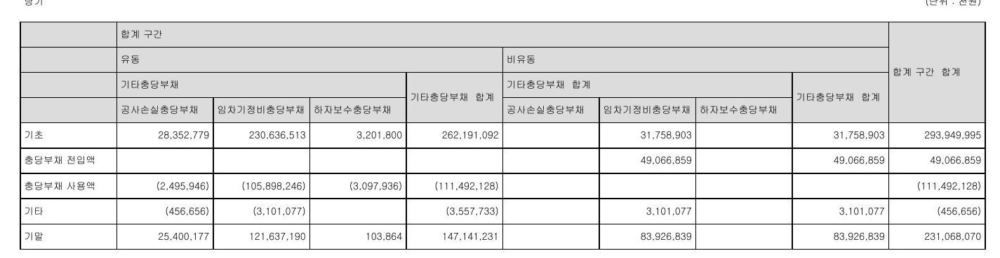 당기 (단위 : 천원)
합계 구간
합계 구간 합계
유동 비유동
기타충당부채 기타충당부채 합계 기타충당부채 합계 기타충당부채 합계
공사손실충당부채 임차기정비충당부채 하자보수충당부채 공사손실충당부채 임차기정비충당부채 하자보수충당부채
기초 28,352,779 230,636,513 3,201,800 262,191,092 31,758,903 31,758,903 293,949,995
충당부채 전입액 49,066,859 49,066,859 49,066,859
충당부채 사용액 (2,495,946) (105,898,246) (3,097,936) (111,492,128) (111,492,128)
기타 (456,656) (3,101,077) (3,557,733) 3,101,077 3,101,077 (456,656)
기말 25,400,177 121,637,190 103,864 147,141,231 83,926,839 83,926,839 231,068,070